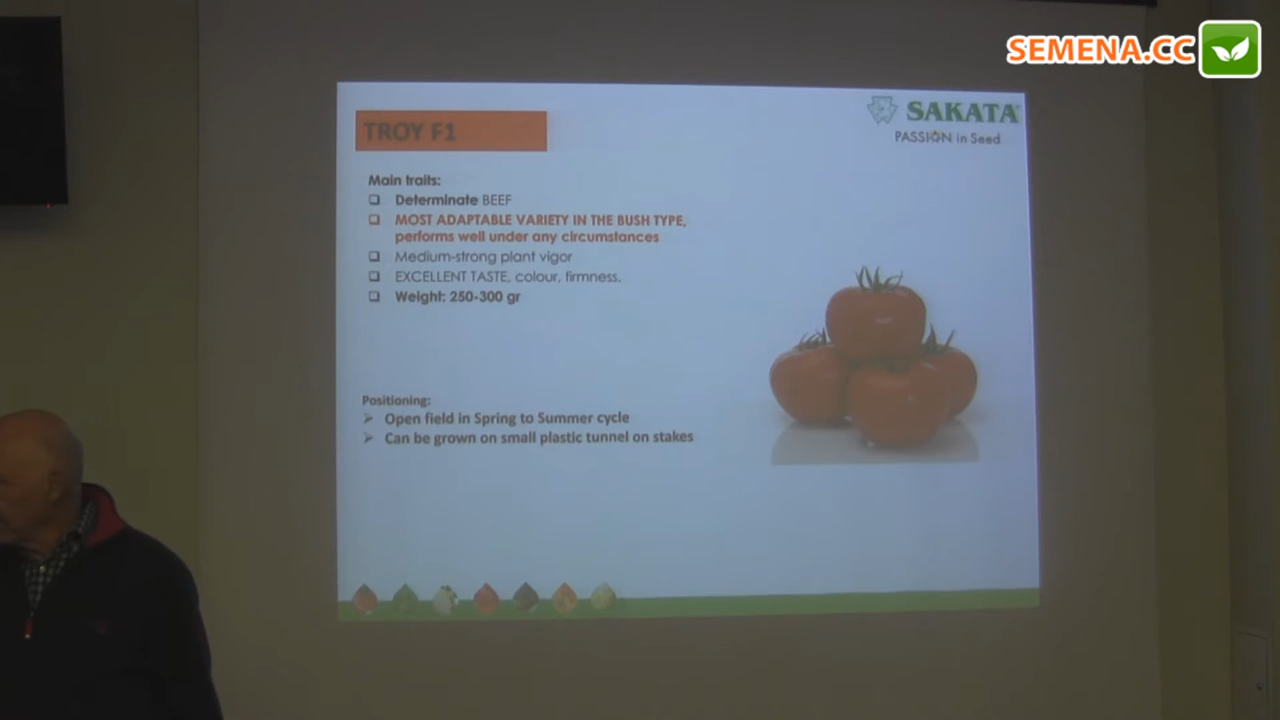 SEMENA.CC
TROY F1
SAKATA
PASSION in Seed
Main traits:
Determinate BEEF
MOST ADAPTABLE VARIETY IN THE BUSH TYPE,
performs well under any circumstances
Medium-strong plant vigor
EXCELLENT TASTE, colour, firmness.
Weight: 250-300 gr
Positioning:
Open field in Spring to Summer cycle
Can be grown on small plastic tunnel on stakes